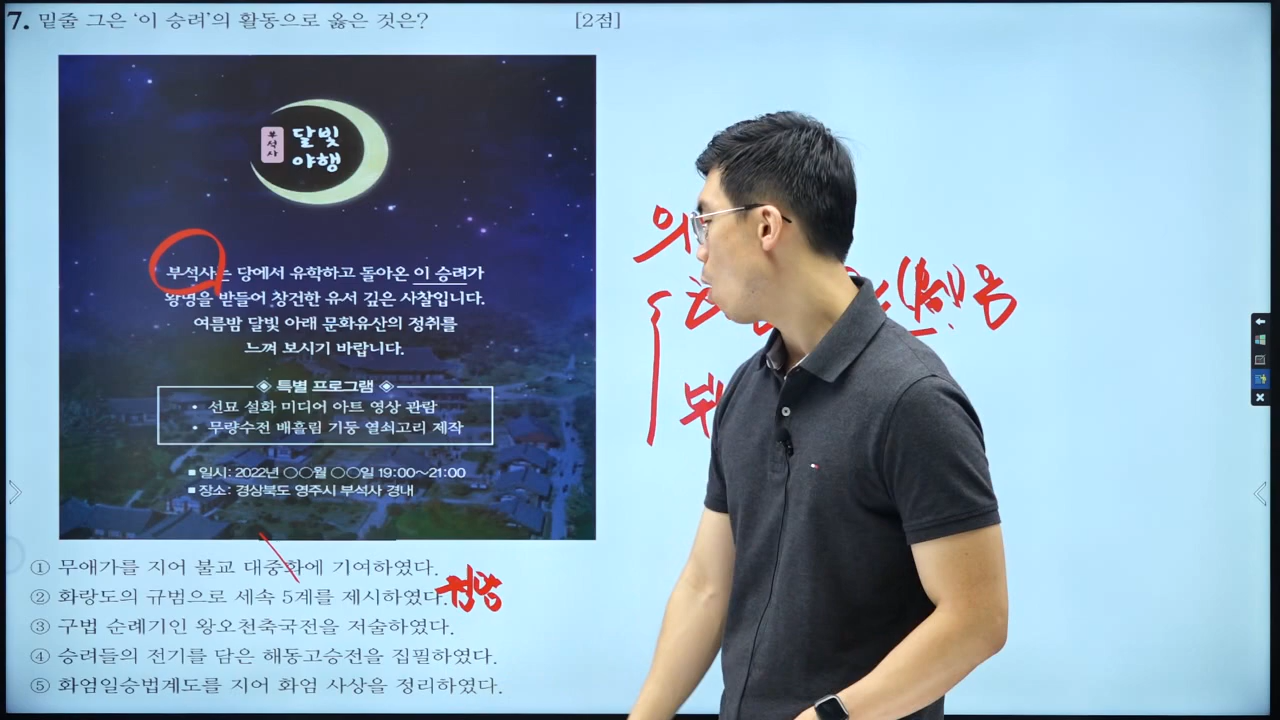 7. 밑줄 그은 ‘이 승려’의 활동으로 옳은 것은? [2점]
부석사
달빛
야행
부석사는 당에서 유학하고 돌아온 이 승려가
왕명을 받들어 창건한 유서 깊은 사찰입니다.
여름밤 달빛 아래 문화유산의 정취를
느껴 보시기 바랍니다.
◈ 특별 프로그램 ◈
• 선묘 설화 미디어 아트 영상 관람
• 무량수전 배흘림 기둥 열쇠고리 제작
■ 일시: 2022년 ○○월 ○○일 19:00~21:00
■ 장소: 경상북도 영주시 부석사 경내
① 무애가를 지어 불교 대중화에 기여하였다.
② 화랑도의 규범으로 세속 5계를 제시하였다.
③ 구법 순례기인 왕오천축국전을 저술하였다.
④ 승려들의 전기를 담은 해동고승전을 집필하였다.
⑤ 화엄일승법계도를 지어 화엄 사상을 정리하였다.